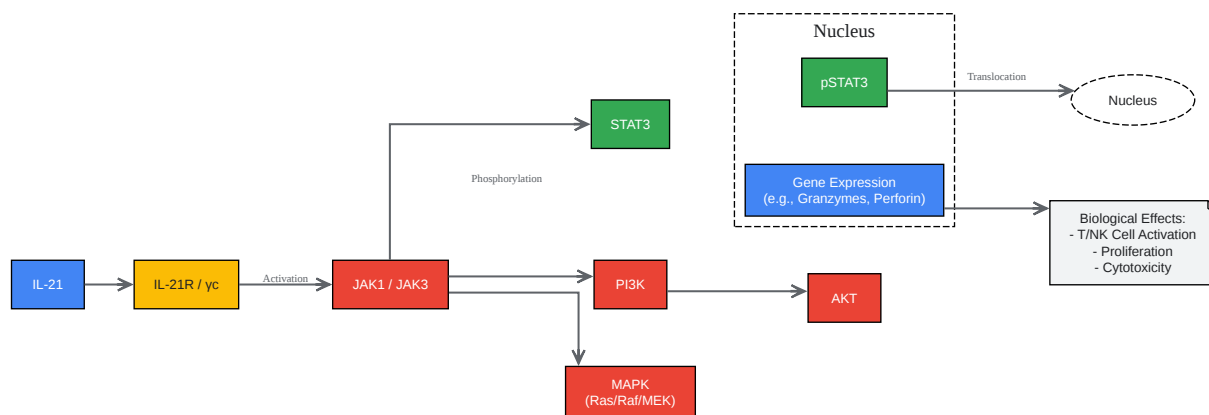 Nucleus
pSTAT3
Translocation
Nucleus
STAT3
Phosphorylation
Gene Expression
(e.g., Granzymes, Perforin)
Biological Effects:
- T/NK Cell Activation
- Proliferation
- Cytotoxicity
IL-21
IL-21R / γc
Activation
JAK1 / JAK3
PI3K
AKT
MAPK
(Ras/Raf/MEK)